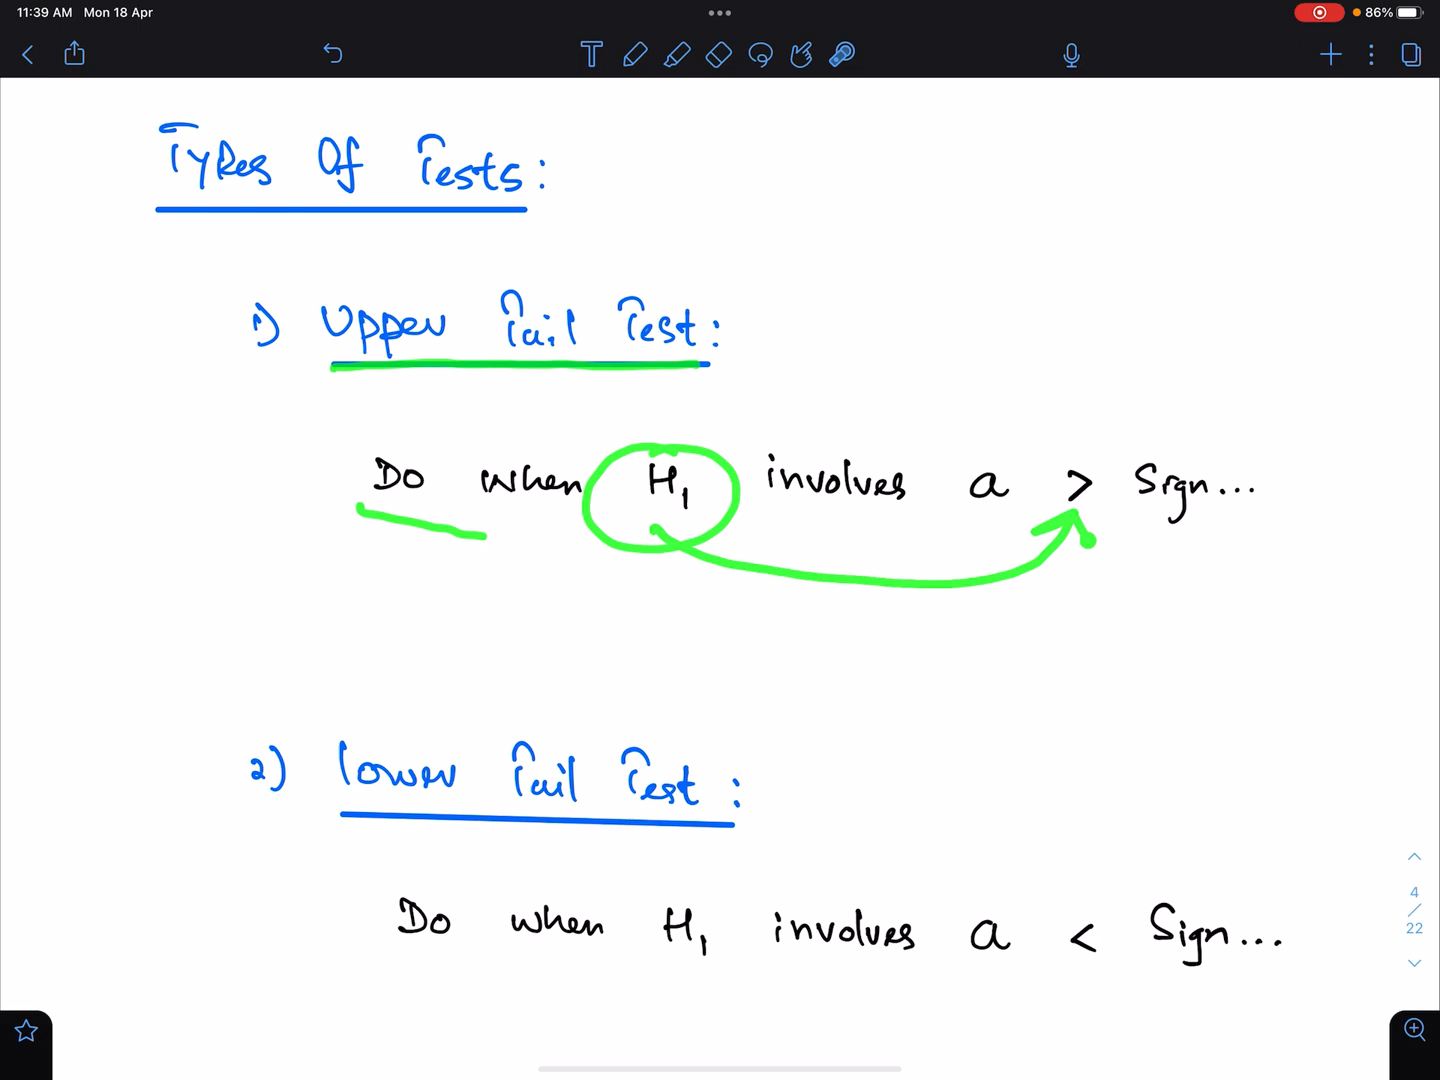 11:39 AM Mon 18 Apr
86%
Types Of Tests:
1) Upper Tail Test:
Do when H₁ involves a > Sign...
2) Lower Tail Test:
Do when H₁ involves a < Sign...
4
/
22